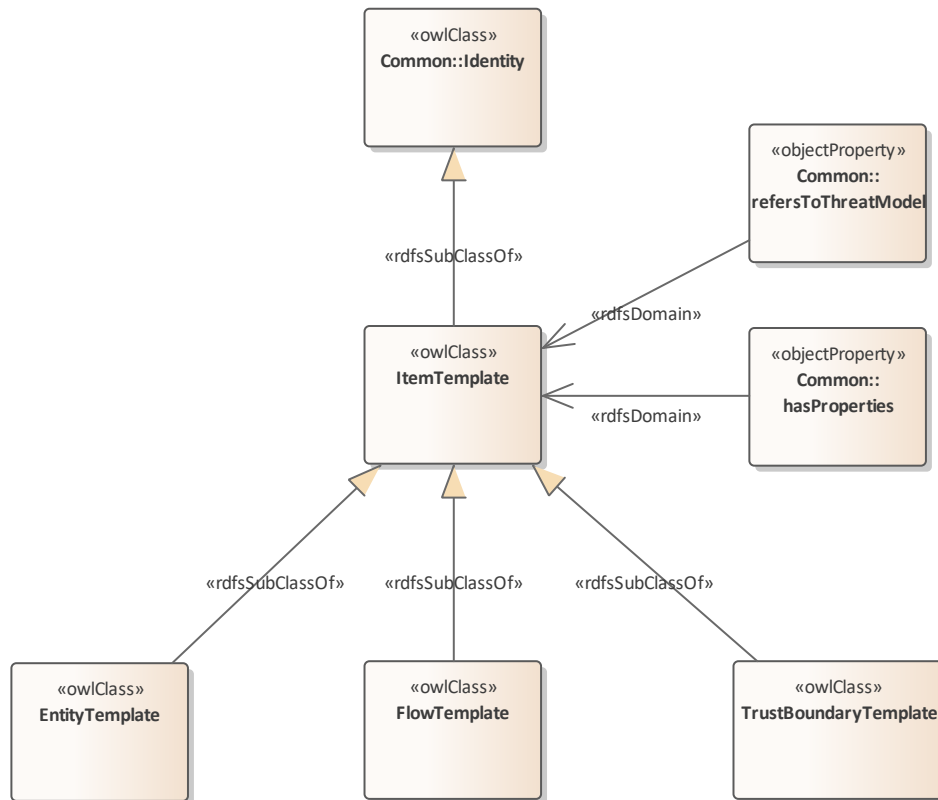 «owlClass»
Common::Identity
«objectProperty»
Common::
refersToThreatModel
«rdfsSubClassOf»
«rdfsDomain»
«owlClass»
ItemTemplate
«objectProperty»
Common::
hasProperties
«rdfsDomain»
«rdfsSubClassOf»
«rdfsSubClassOf»
«rdfsSubClassOf»
«owlClass»
EntityTemplate
«owlClass»
FlowTemplate
«owlClass»
TrustBoundaryTemplate